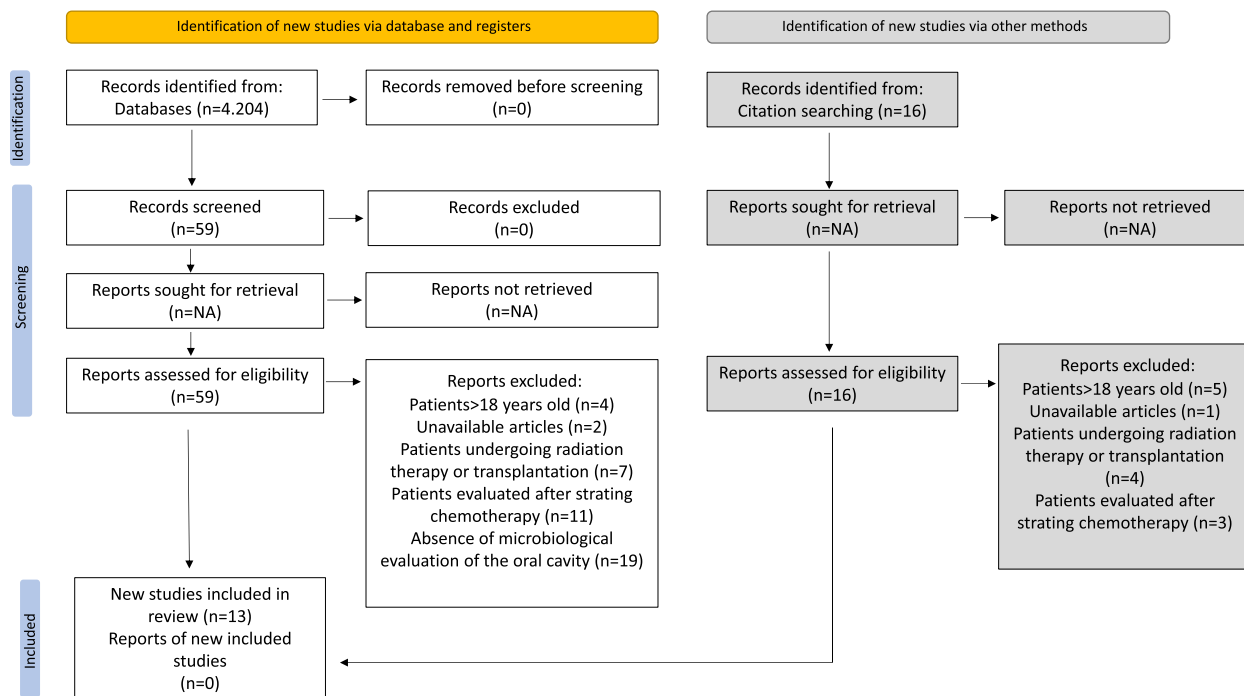 Identification of new studies via database and registers
Identification of new studies via other methods
Identification
Records identified from:
Databases (n=4.204)
Records removed before screening
(n=0)
Records identified from:
Citation searching (n=16)
Screening
Records screened
(n=59)
Records excluded
(n=0)
Reports sought for retrieval
(n=NA)
Reports not retrieved
(n=NA)
Reports sought for retrieval
(n=NA)
Reports not retrieved
(n=NA)
Reports assessed for eligibility
(n=59)
Reports excluded:
Patients>18 years old (n=4)
Unavailable articles (n=2)
Patients undergoing radiation
therapy or transplantation (n=7)
Patients evaluated after strating
chemotherapy (n=11)
Absence of microbiological
evaluation of the oral cavity (n=19)
Reports assessed for eligibility
(n=16)
Reports excluded:
Patients>18 years old (n=5)
Unavailable articles (n=1)
Patients undergoing radiation
therapy or transplantation
(n=4)
Patients evaluated after
strating chemotherapy (n=3)
Included
New studies included in
review (n=13)
Reports of new included
studies
(n=0)